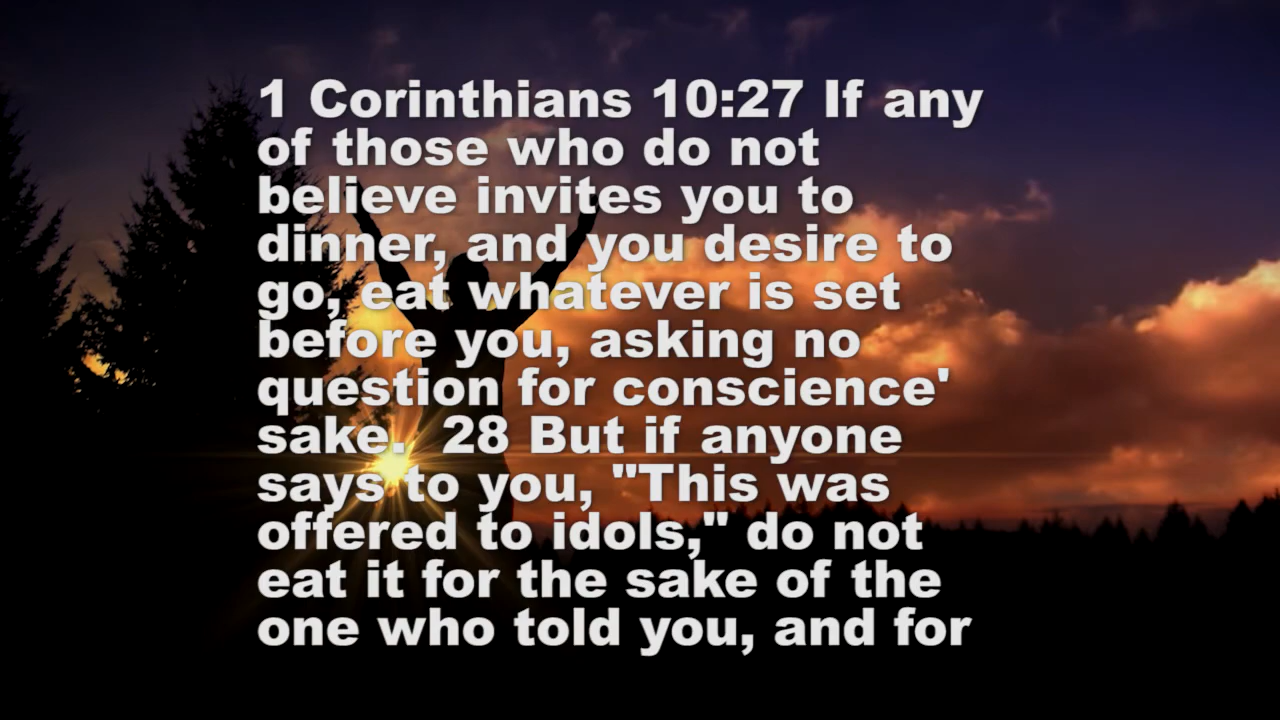 1 Corinthians 10:27 If any
of those who do not
believe invites you to
dinner, and you desire to
go, eat whatever is set
before you, asking no
question for conscience'
sake.  28 But if anyone
says to you, "This was
offered to idols," do not
eat it for the sake of the
one who told you, and for